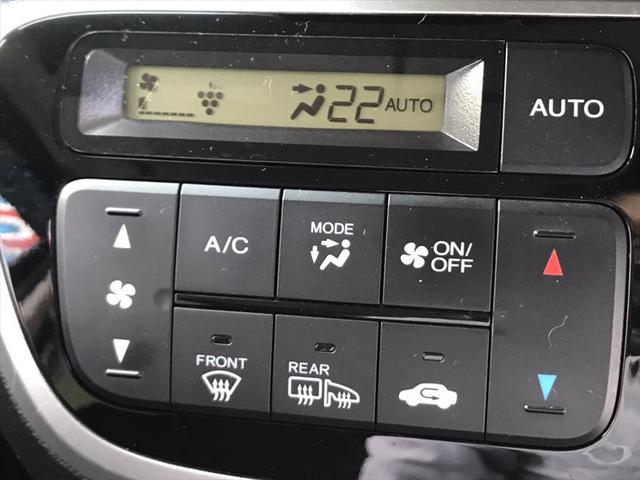 22 AUTO
AUTO
A/C
MODE
ON/
OFF
FRONT
REAR